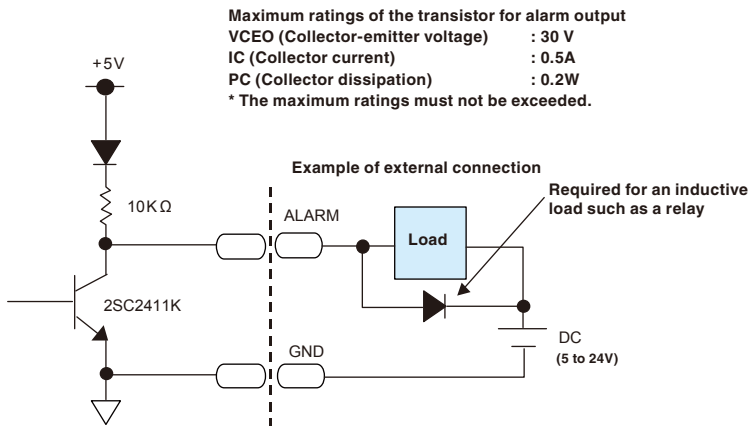 Maximum ratings of the transistor for alarm output
VCEO (Collector-emitter voltage) : 30 V
IC (Collector current) : 0.5A
PC (Collector dissipation) : 0.2W
* The maximum ratings must not be exceeded.
+5V
Example of external connection
Required for an inductive
load such as a relay
10KΩ
ALARM
Load
2SC2411K
GND
DC
(5 to 24V)